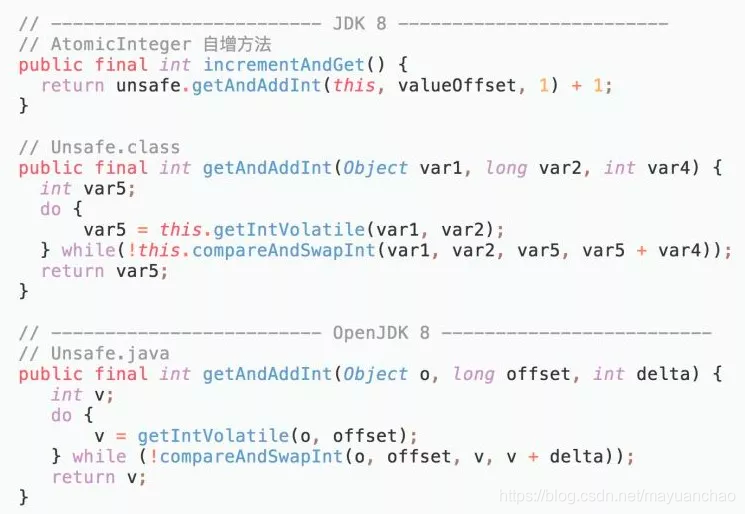 // ------------------------- JDK 8 -------------------------
// AtomicInteger 自增方法
public final int incrementAndGet() {
  return unsafe.getAndAddInt(this, valueOffset, 1) + 1;
}

// Unsafe.class
public final int getAndAddInt(Object var1, long var2, int var4) {
  int var5;
  do {
      var5 = this.getIntVolatile(var1, var2);
  } while(!this.compareAndSwapInt(var1, var2, var5, var5 + var4));
  return var5;
}

// ------------------------- OpenJDK 8 -------------------------
// Unsafe.java
public final int getAndAddInt(Object o, long offset, int delta) {
   int v;
   do {
       v = getIntVolatile(o, offset);
   } while (!compareAndSwapInt(o, offset, v, v + delta));
   return v;
}
https://blog.csdn.net/mayuanchao